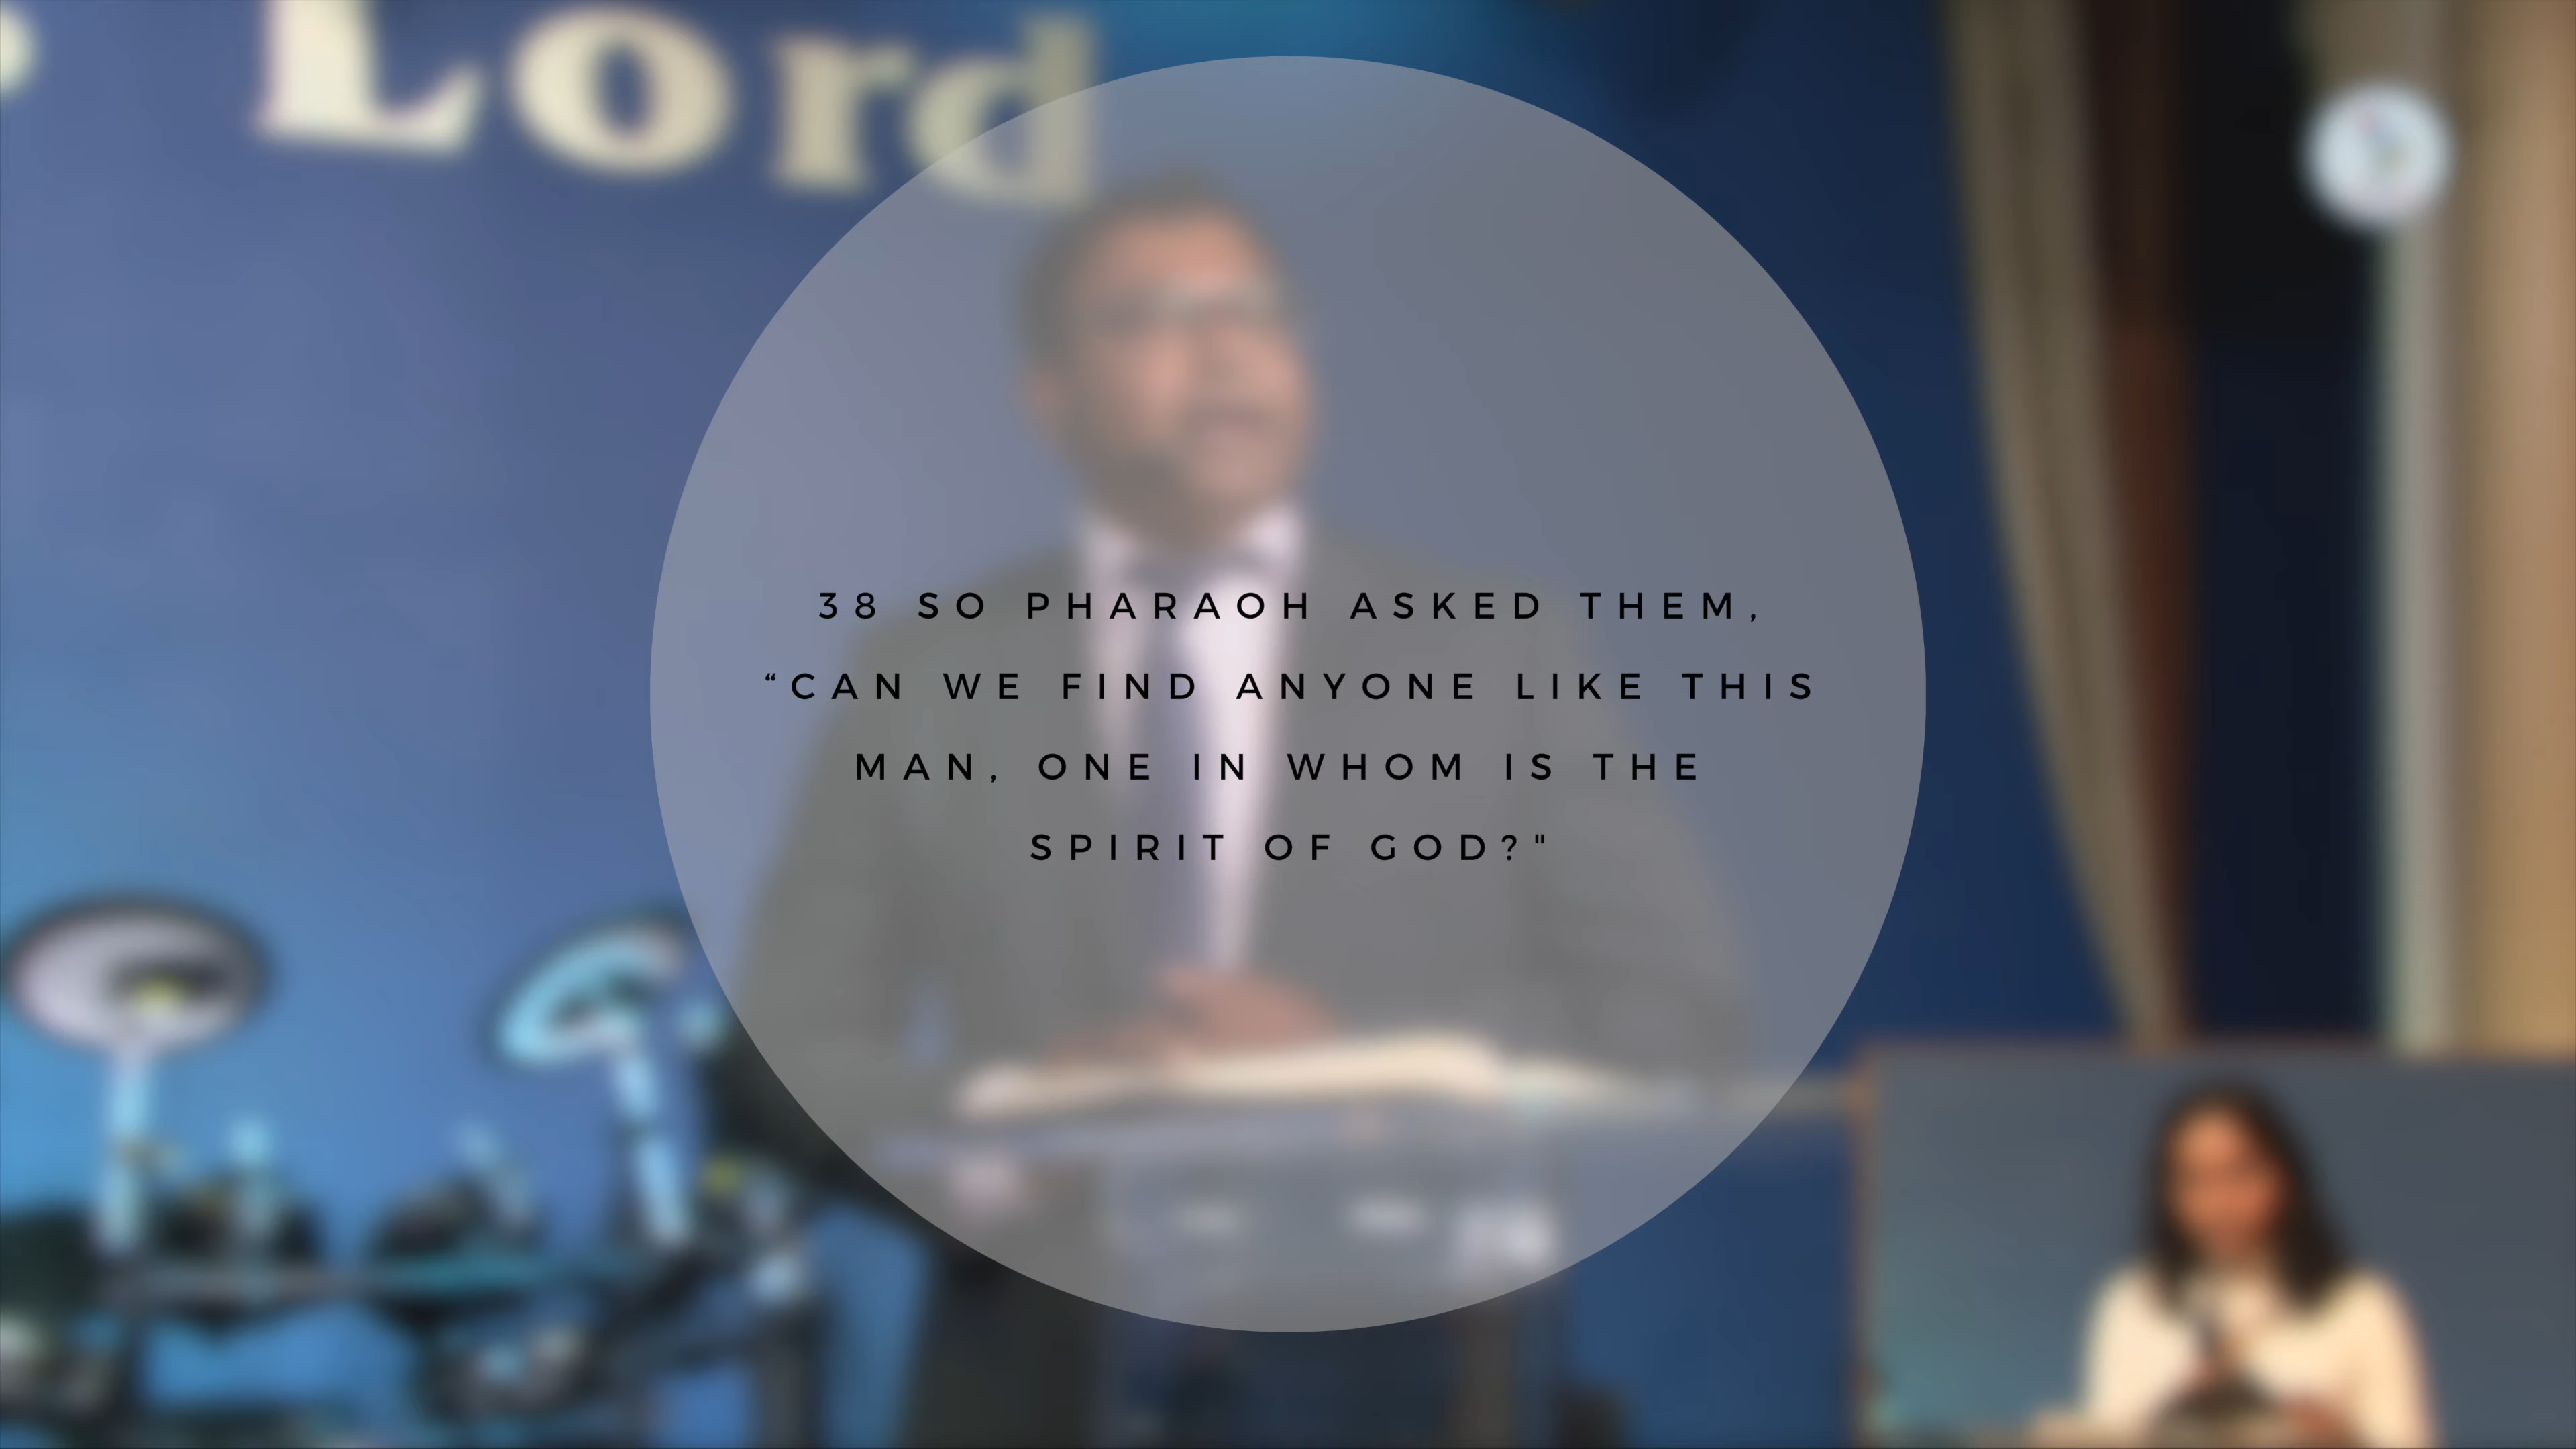 Lord
38 SO PHARAOH ASKED THEM,
“CAN WE FIND ANYONE LIKE THIS
MAN, ONE IN WHOM IS THE
SPIRIT OF GOD?"